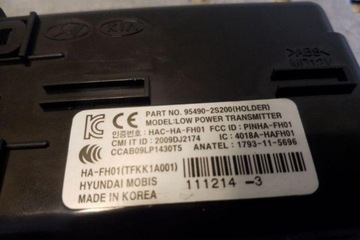 KIA
>ABS<
PART NO. 95490-2S200(HOLDER)
MODEL:LOW POWER TRANSMITTER
인증번호: HAC-HA-FH01 FCC ID: PINHA-FH01
CMI IT ID: 2009DJ2174 IC: 4018A-HAFH01
CCAB09LP1430T5 ANATEL: 1793-11-5696
HA-FH01(TFKK1A001)
HYUNDAI MOBIS 111214 -3
MADE IN KOREA